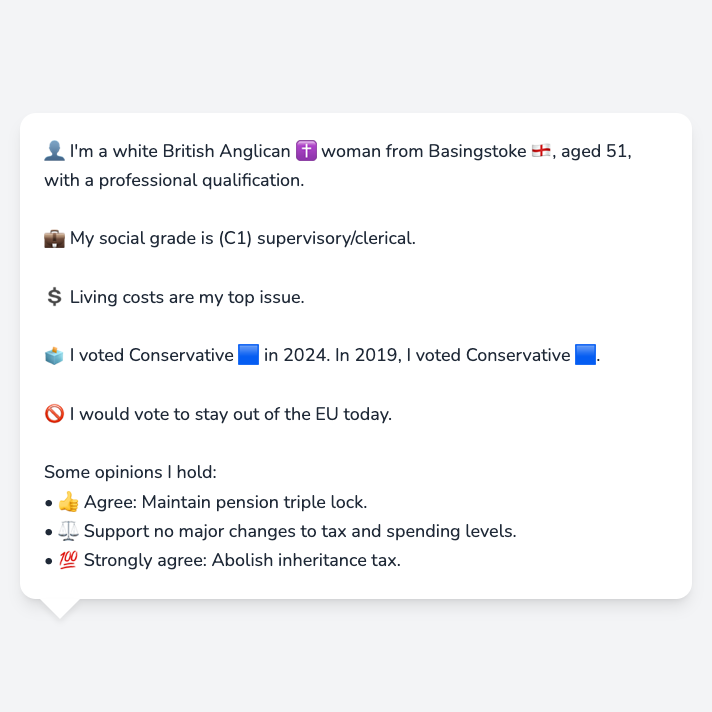 👤 I'm a white British Anglican ✝️ woman from Basingstoke 🏴󠁧󠁢󠁥󠁮󠁧󠁿, aged 51,
with a professional qualification.
💼 My social grade is (C1) supervisory/clerical.
💲 Living costs are my top issue.
🗳️ I voted Conservative 🟦 in 2024. In 2019, I voted Conservative 🟦.
🚫 I would vote to stay out of the EU today.
Some opinions I hold:
• 👍 Agree: Maintain pension triple lock.
• ⚖️ Support no major changes to tax and spending levels.
• 💯 Strongly agree: Abolish inheritance tax.